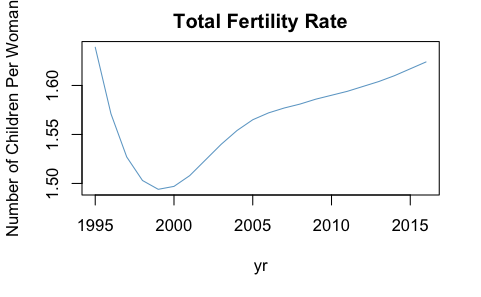 Total Fertility Rate
Number of Children Per Woman
1.60
1.55
1.50
1995 2000 2005 2010 2015
yr